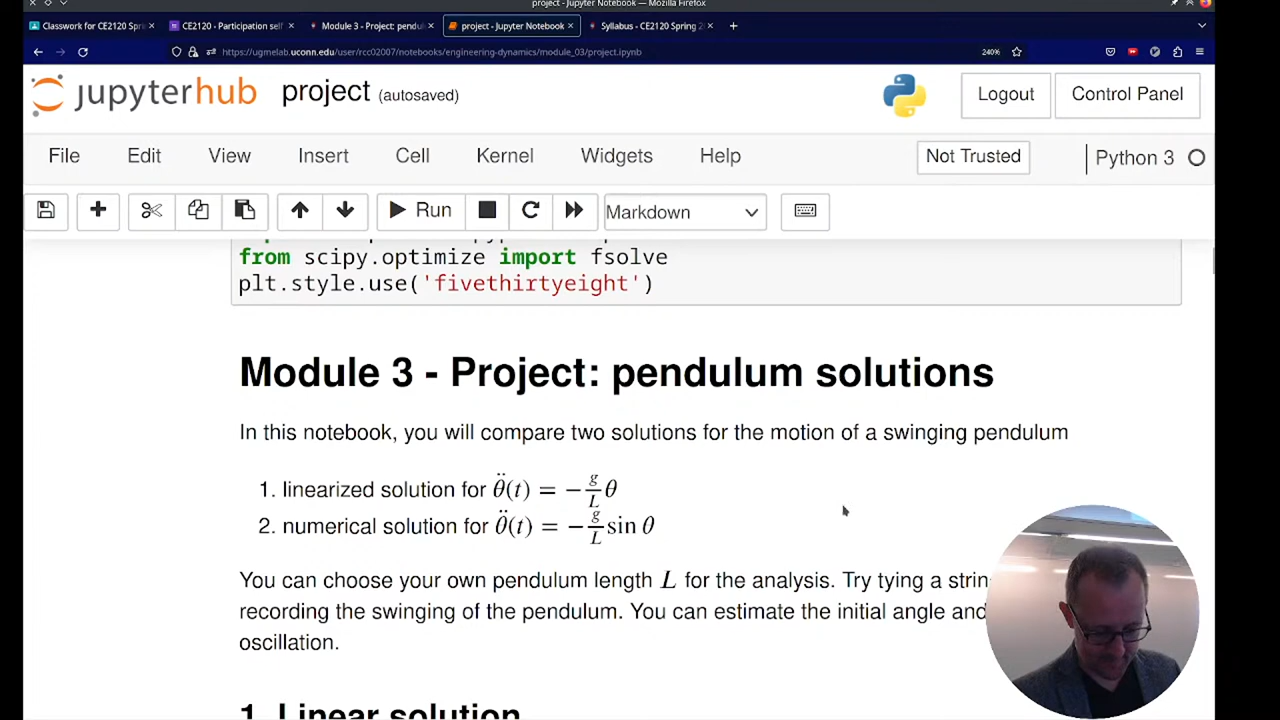 project - Jupyter Notebook — Mozilla Firefox
Classwork for CE2120 Spri
CE2120 - Participation self
Module 3 - Project: pendul
project - Jupyter Notebook
Syllabus - CE2120 Spring 2
https://ugmelab.uconn.edu/user/rcc02007/notebooks/engineering-dynamics/module_03/project.ipynb
240%
jupyterhub project (autosaved)
Logout
Control Panel
File Edit View Insert Cell Kernel Widgets Help
Not Trusted
Python 3
Run
Markdown
from scipy.optimize import fsolve
plt.style.use('fivethirtyeight')
Module 3 - Project: pendulum solutions
In this notebook, you will compare two solutions for the motion of a swinging pendulum
1. linearized solution for θ̈(t) = −g/L θ
2. numerical solution for θ̈(t) = −g/L sin θ
You can choose your own pendulum length L for the analysis. Try tying a strin
recording the swinging of the pendulum. You can estimate the initial angle and
oscillation.
1. Linear solution